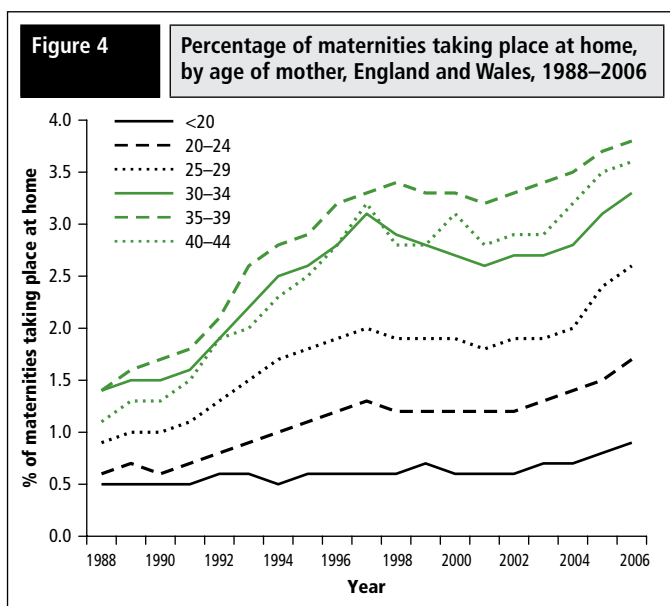 Figure 4
Percentage of maternities taking place at home,
by age of mother, England and Wales, 1988–2006
4.0
3.5
3.0
2.5
2.0
1.5
1.0
0.5
0.0
% of maternities taking place at home
<20
20–24
25–29
30–34
35–39
40–44
1988 1990 1992 1994 1996 1998 2000 2002 2004 2006
Year